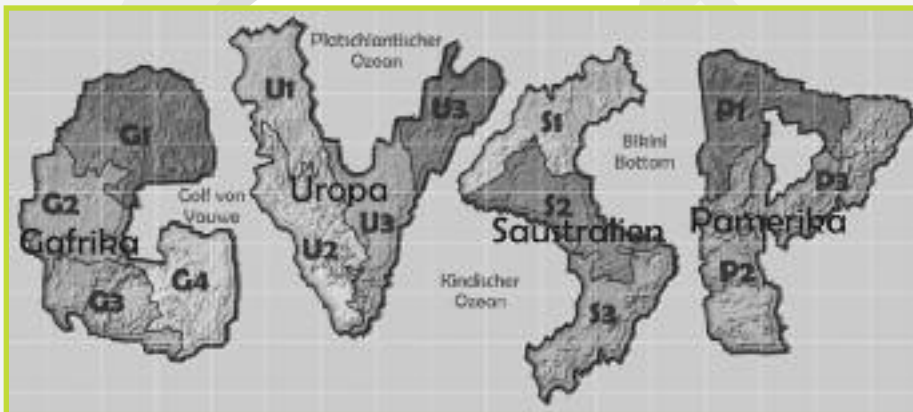 Platschlantischer
Ozean
U1
U3
G1
S1
P1
Bikini
Bottom
Uropa
P3
G2
Golf von
Vauwe
S2
U3
Gafrika
Saustralien
Pamerika
U2
G4
Kindischer
Ozean
P2
G3
S3